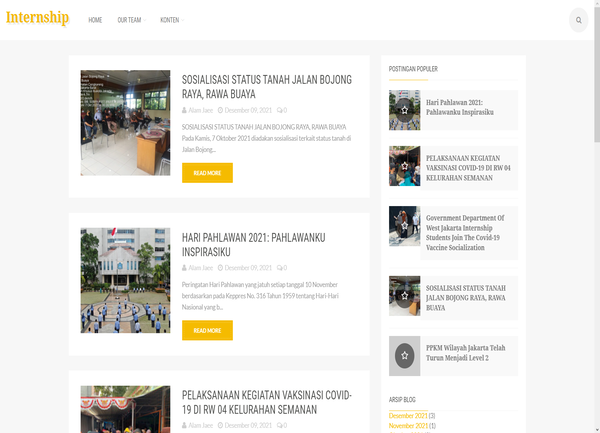 Internship
HOME
OUR TEAM
KONTEN
SOSIALISASI STATUS TANAH JALAN BOJONG
RAYA, RAWA BUAYA
Alam Jaee
Desember 09, 2021
0
SOSIALISASI STATUS TANAH JALAN BOJONG RAYA, RAWA BUAYA
Pada Kamis, 7 Oktober 2021 diadakan sosialisasi terkait status tanah di
Jalan Bojong...
READ MORE
HARI PAHLAWAN 2021: PAHLAWANKU
INSPIRASIKU
Alam Jaee
Desember 09, 2021
0
Peringatan Hari Pahlawan yang jatuh setiap tanggal 10 November
berdasarkan pada Keppres No. 316 Tahun 1959 tentang Hari-Hari
Nasional yang b...
READ MORE
PELAKSANAAN KEGIATAN VAKSINASI COVID-
19 DI RW 04 KELURAHAN SEMANAN
Alam Jaee
Desember 09, 2021
0
POSTINGAN POPULER
Hari Pahlawan 2021:
Pahlawanku Inspirasiku
PELAKSANAAN KEGIATAN
VAKSINASI COVID-19 DI RW 04
KELURAHAN SEMANAN
Government Department Of
West Jakarta Internship
Students Join The Covid-19
Vaccine Socialization
SOSIALISASI STATUS TANAH
JALAN BOJONG RAYA, RAWA
BUAYA
PPKM Wilayah Jakarta Telah
Turun Menjadi Level 2
ARSIP BLOG
Desember 2021 (3)
November 2021 (1)